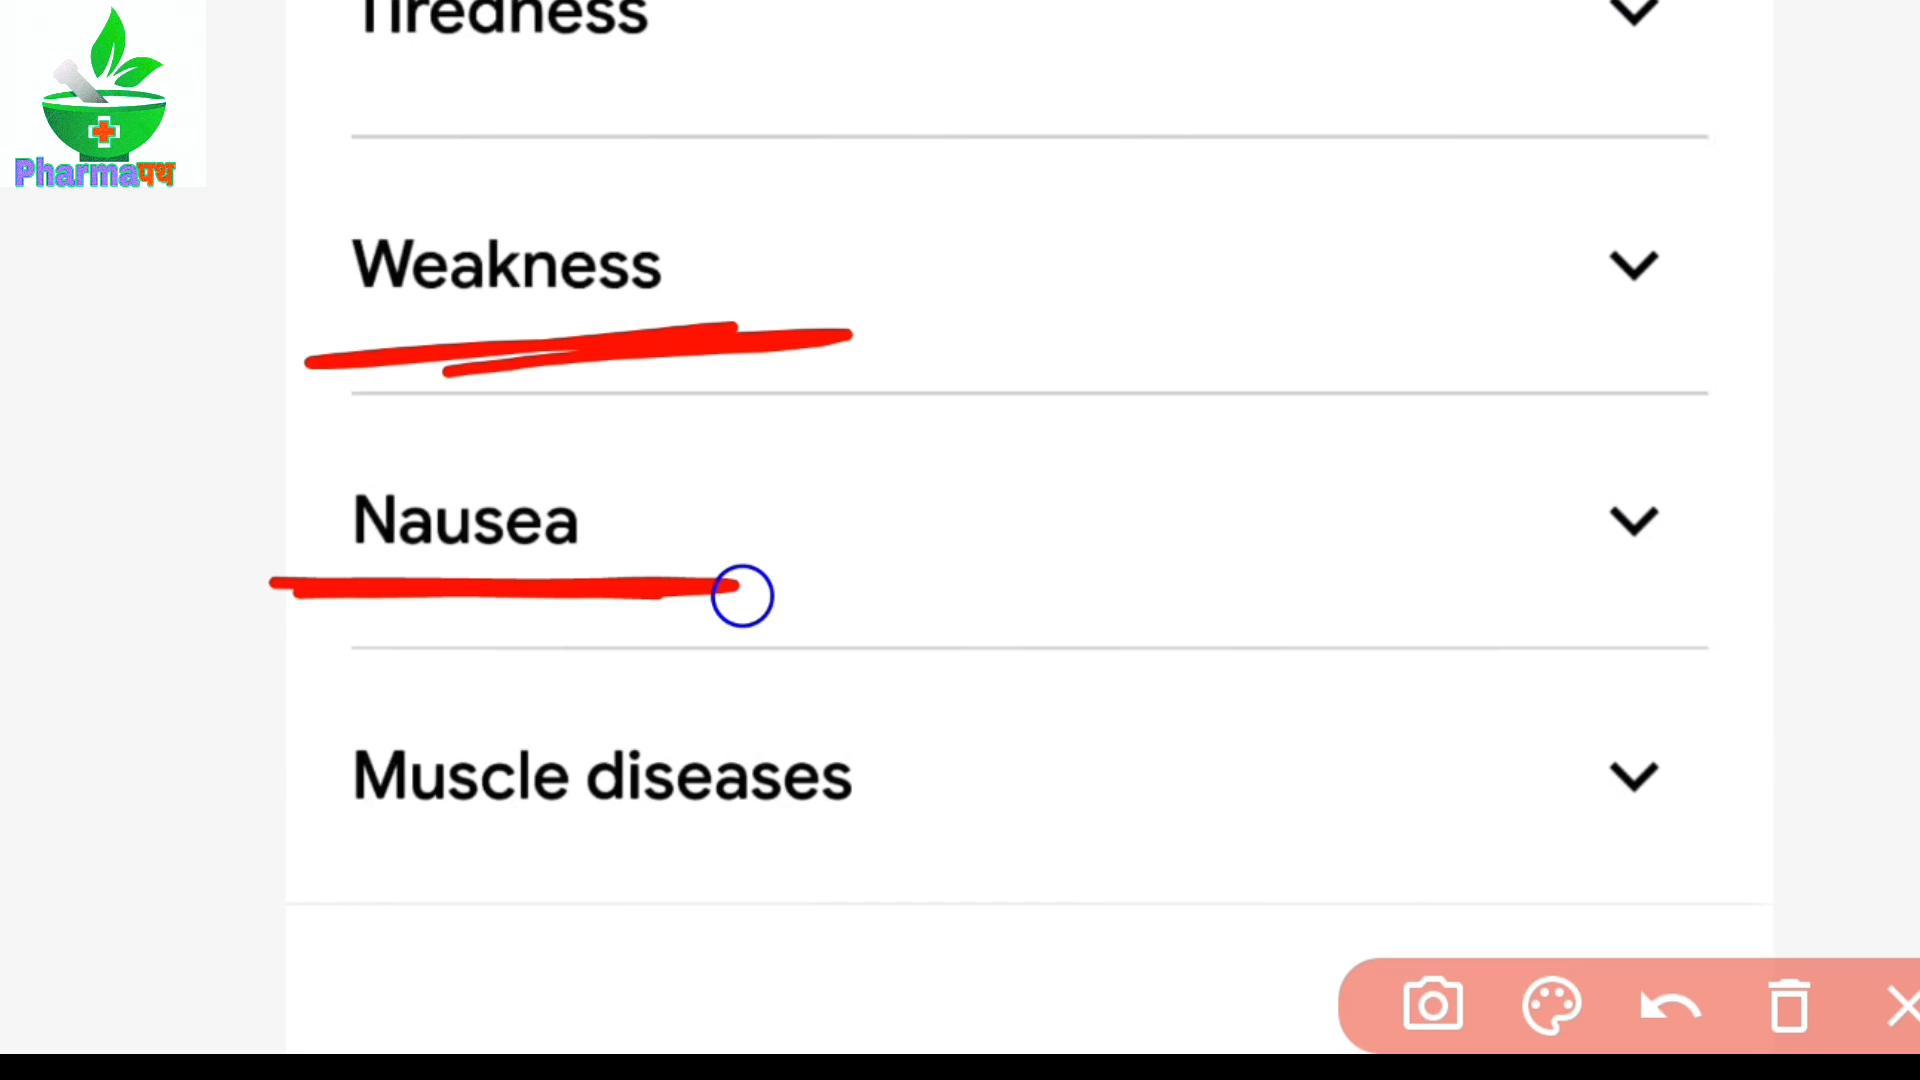 Tiredness
Pharmaपथ
Weakness
Nausea
Muscle diseases